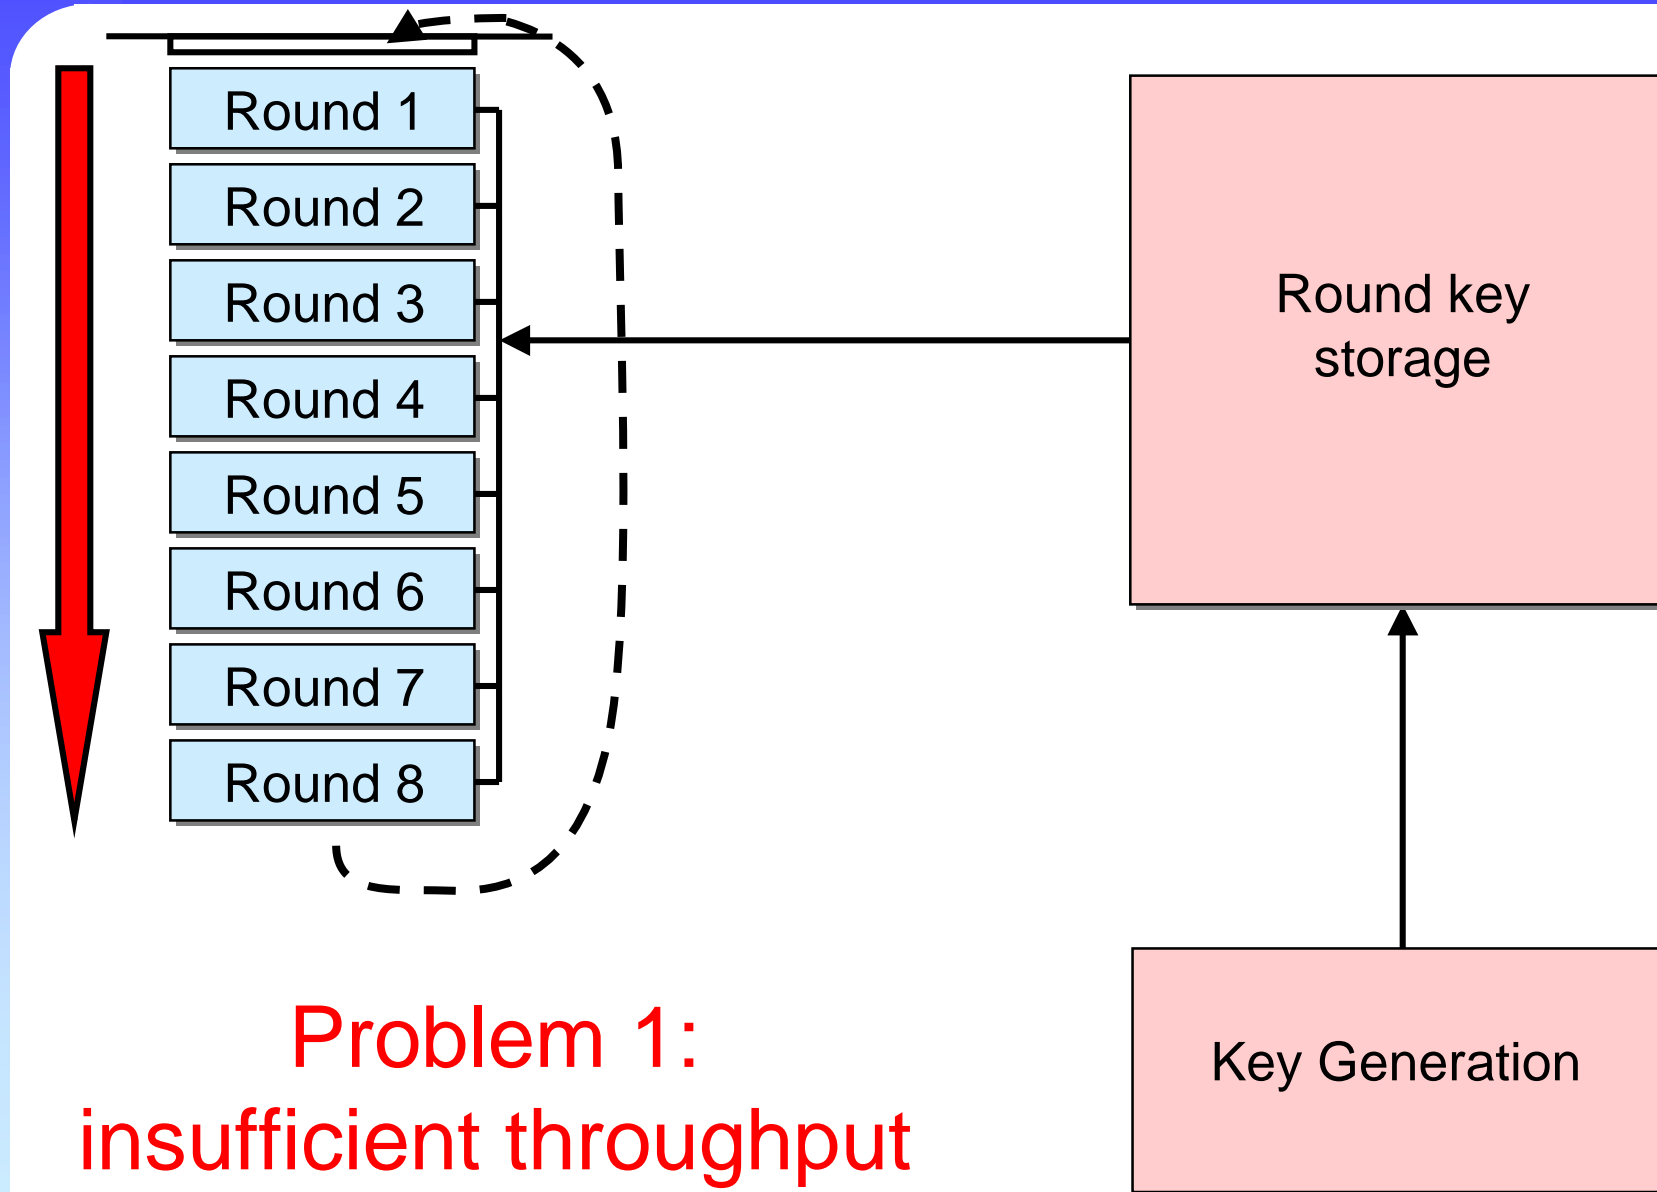 Round 1
Round 2
Round 3
Round 4
Round 5
Round 6
Round 7
Round 8
Round key
storage
Key Generation
Problem 1:
insufficient throughput